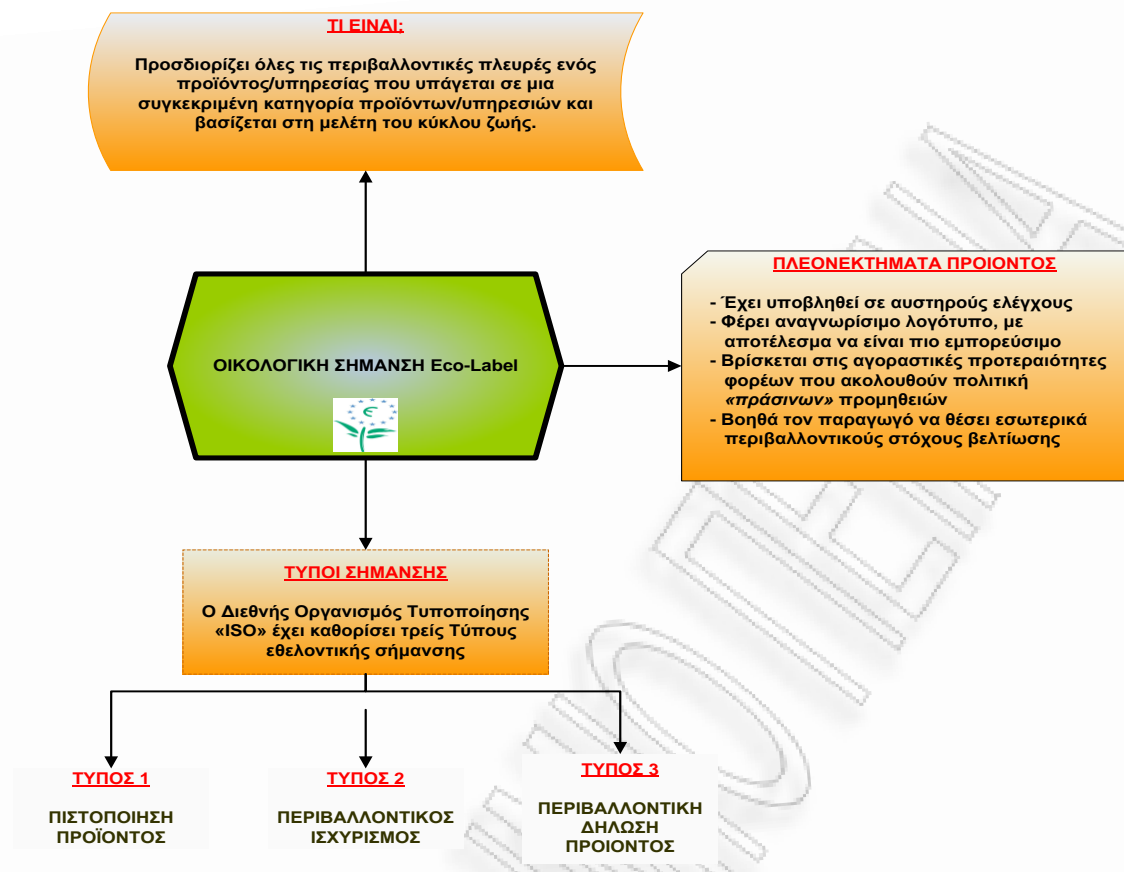 ΤΙ ΕΙΝΑΙ;
Προσδιορίζει όλες τις περιβαλλοντικές πλευρές ενός
προϊόντος/υπηρεσίας που υπάγεται σε μια
συγκεκριμένη κατηγορία προϊόντων/υπηρεσιών και
βασίζεται στη μελέτη του κύκλου ζωής.
ΟΙΚΟΛΟΓΙΚΗ ΣΗΜΑΝΣΗ Eco-Label
ΠΛΕΟΝΕΚΤΗΜΑΤΑ ΠΡΟΙΟΝΤΟΣ
- Έχει υποβληθεί σε αυστηρούς ελέγχους
- Φέρει αναγνωρίσιμο λογότυπο, με
αποτέλεσμα να είναι πιο εμπορεύσιμο
- Βρίσκεται στις αγοραστικές προτεραιότητες
φορέων που ακολουθούν πολιτική
«πράσινων» προμηθειών
- Βοηθά τον παραγωγό να θέσει εσωτερικά
περιβαλλοντικούς στόχους βελτίωσης
ΤΥΠΟΙ ΣΗΜΑΝΣΗΣ
Ο Διεθνής Οργανισμός Τυποποίησης
«ISO» έχει καθορίσει τρείς Τύπους
εθελοντικής σήμανσης
ΤΥΠΟΣ 1
ΠΙΣΤΟΠΟΙΗΣΗ
ΠΡΟΪΟΝΤΟΣ
ΤΥΠΟΣ 2
ΠΕΡΙΒΑΛΛΟΝΤΙΚΟΣ
ΙΣΧΥΡΙΣΜΟΣ
ΤΥΠΟΣ 3
ΠΕΡΙΒΑΛΛΟΝΤΙΚΗ
ΔΗΛΩΣΗ
ΠΡΟΙΟΝΤΟΣ